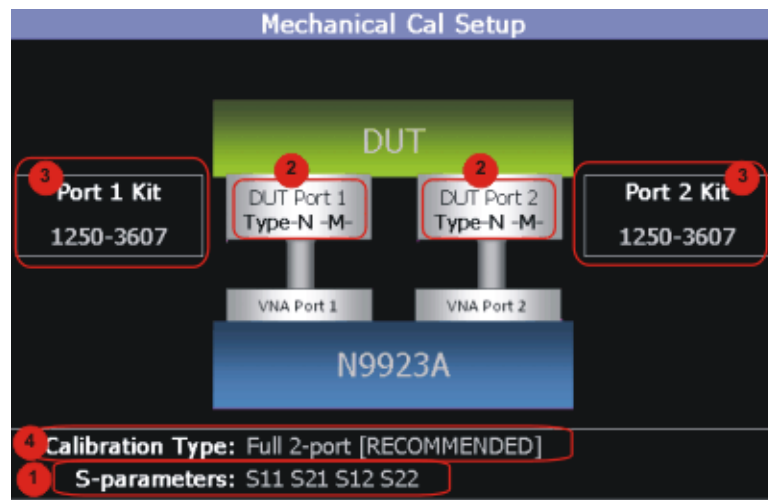 Mechanical Cal Setup
DUT
3
Port 1 Kit
1250-3607
2
DUT Port 1
Type-N -M-
2
DUT Port 2
Type-N -M-
3
Port 2 Kit
1250-3607
VNA Port 1
VNA Port 2
N9923A
4 Calibration Type: Full 2-port [RECOMMENDED]
1 S-parameters: S11 S21 S12 S22